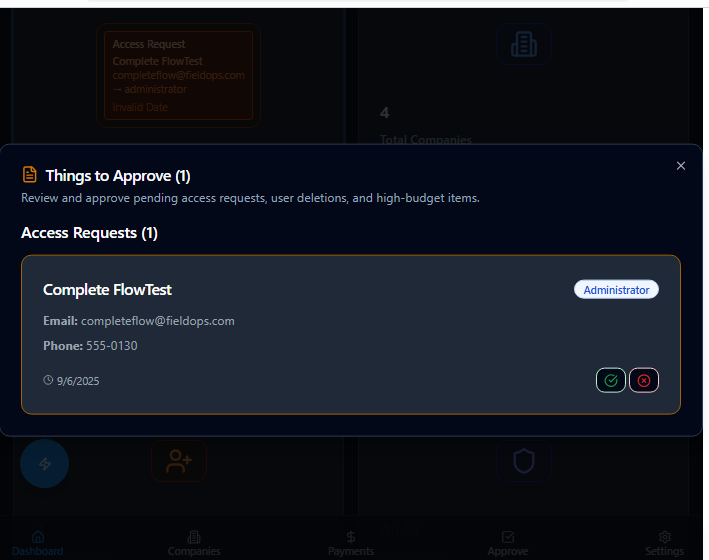 Access Request
Complete FlowTest
completeflow@fieldops.com
→ administrator
Invalid Date
4
Total Companies
Things to Approve (1)
Review and approve pending access requests, user deletions, and high-budget items.
Access Requests (1)
Complete FlowTest
Administrator
Email: completeflow@fieldops.com
Phone: 555-0130
9/6/2025
Dashboard
Companies
Payments
Approve
Settings